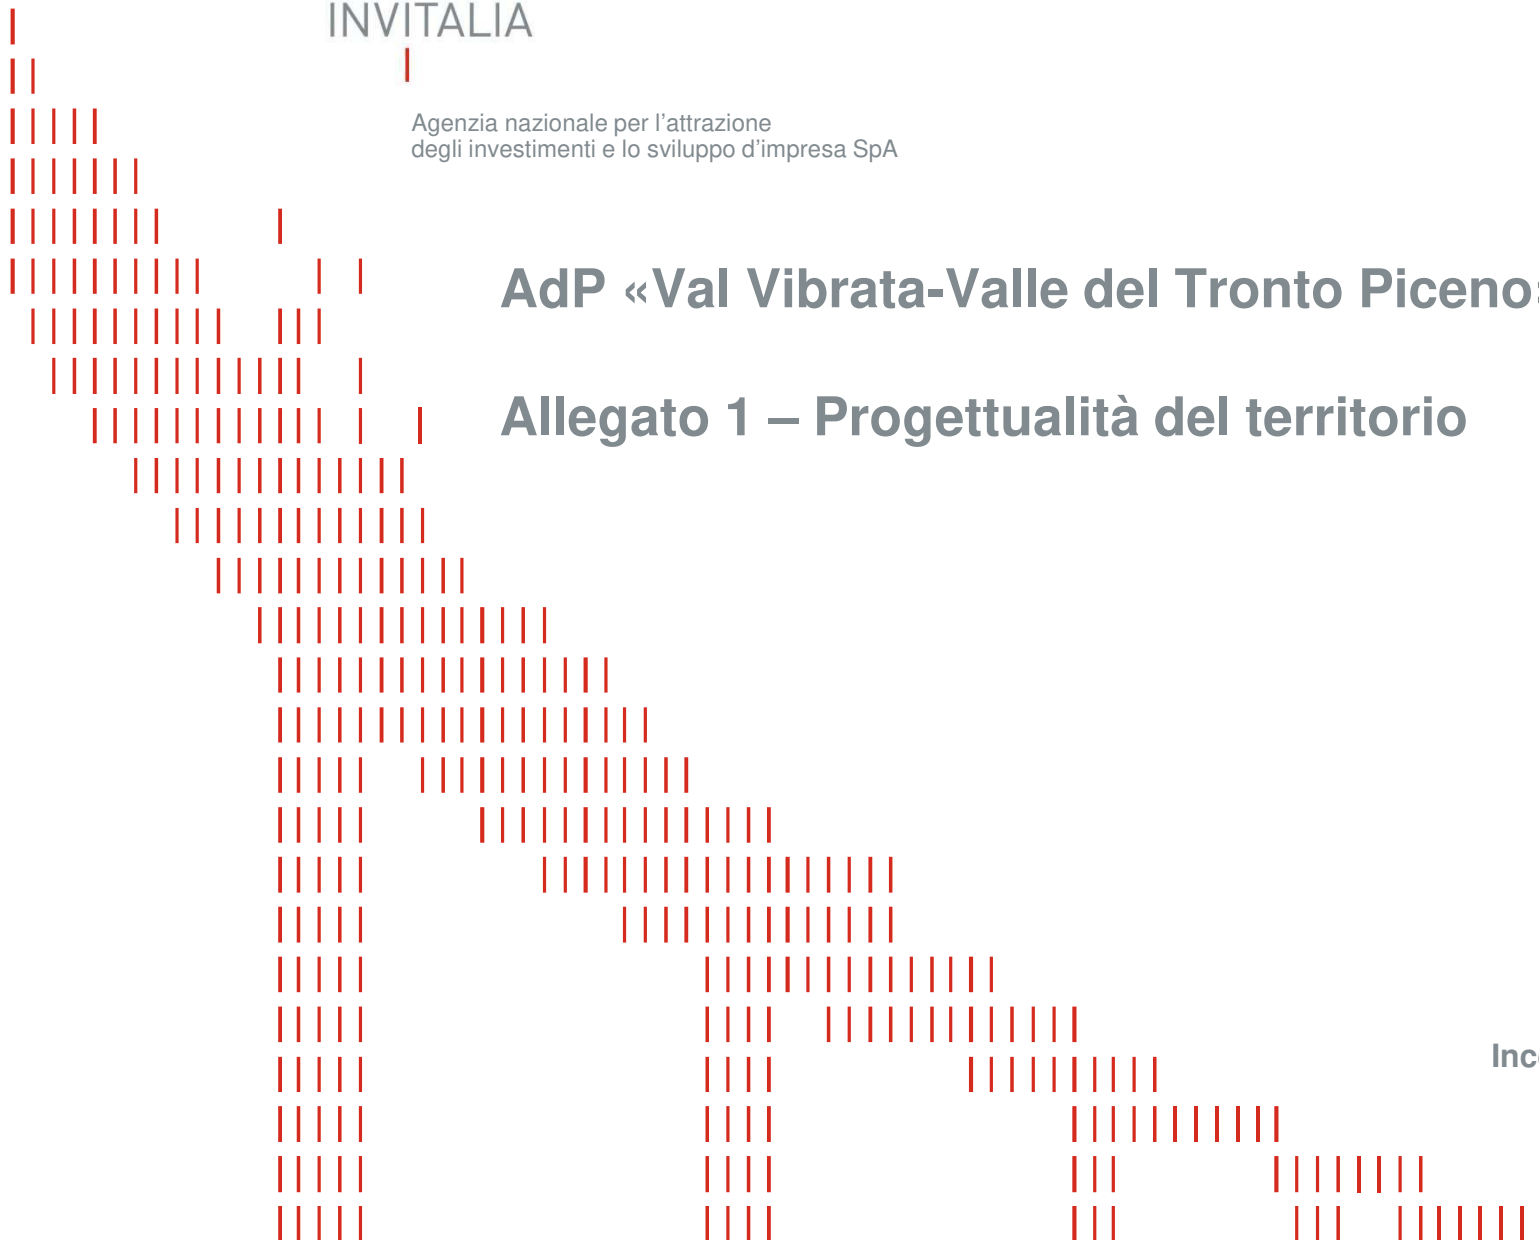 INVITALIA
Agenzia nazionale per l'attrazione
degli investimenti e lo sviluppo d'impresa SpA
AdP «Val Vibrata-Valle del Tronto Piceno»
Allegato 1 – Progettualità del territorio